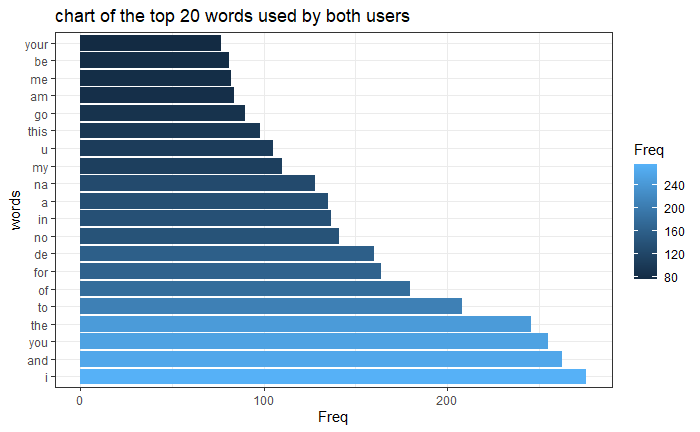 chart of the top 20 words used by both users
your
be
me
am
go
this
u
my
na
a
in
no
de
for
of
to
the
you
and
i
words
0 100 200
Freq
Freq
240
200
160
120
80